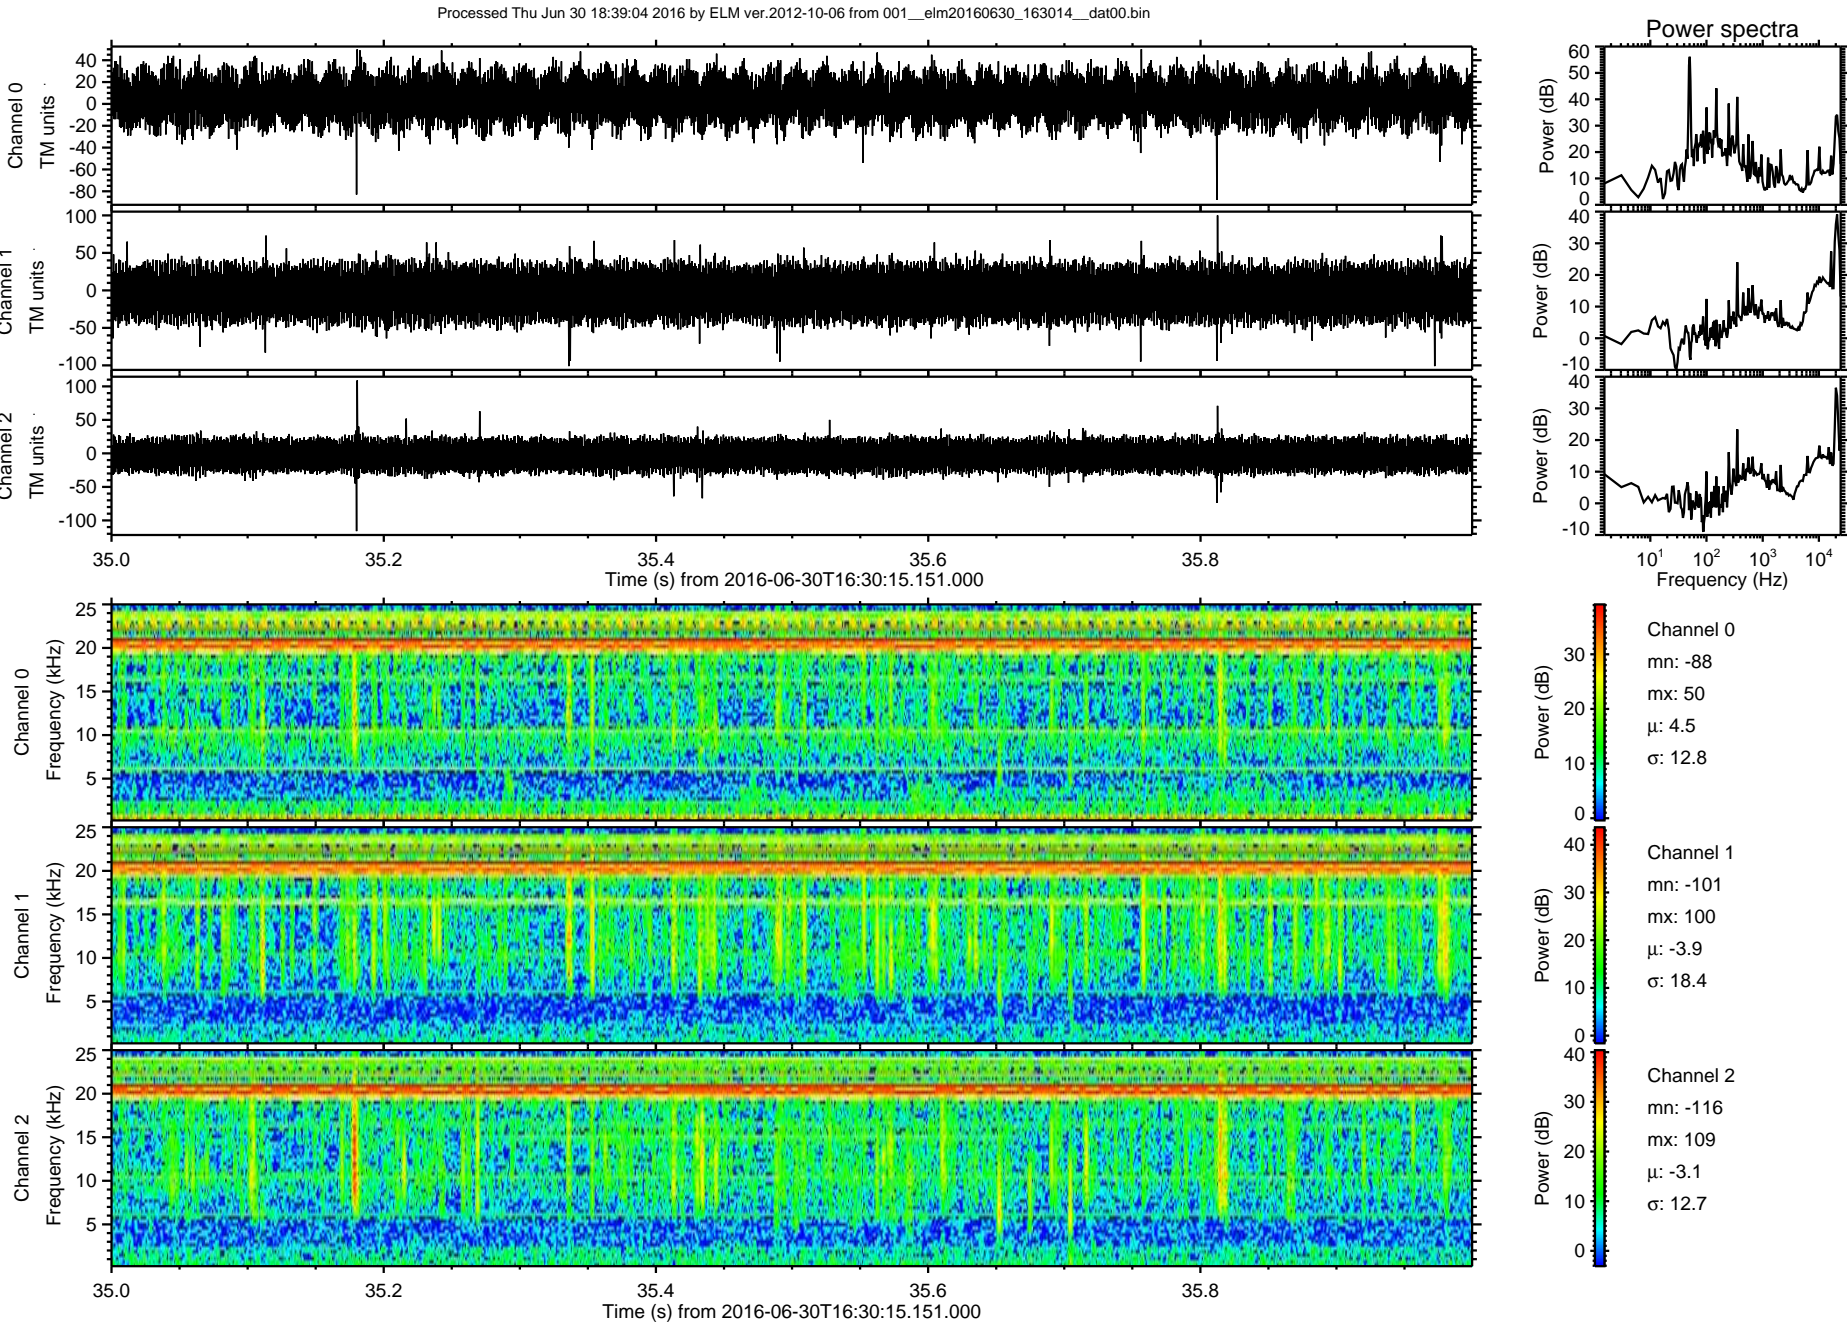 Processed Thu Jun 30 18:39:04 2016 by ELM ver.2012-10-06 from 001__elm20160630_163014__dat00.bin
Power spectra
Channel 0
TM units
40
20
0
-20
-40
-60
-80
Power (dB)
60
50
40
30
20
10
0
Channel 1
TM units
100
50
0
-50
-100
Power (dB)
40
30
20
10
0
-10
Channel 2
TM units
100
50
0
-50
-100
Power (dB)
40
30
20
10
0
-10
35.0 35.2 35.4 35.6 35.8
Time (s) from 2016-06-30T16:30:15.151.000
10^1 10^2 10^3 10^4
Frequency (Hz)
Channel 0
Frequency (kHz)
25
20
15
10
5
Power (dB)
30
20
10
0
Channel 0
mn: -88
mx: 50
μ: 4.5
σ: 12.8
Channel 1
Frequency (kHz)
25
20
15
10
5
Power (dB)
40
30
20
10
0
Channel 1
mn: -101
mx: 100
μ: -3.9
σ: 18.4
Channel 2
Frequency (kHz)
25
20
15
10
5
Power (dB)
40
30
20
10
0
Channel 2
mn: -116
mx: 109
μ: -3.1
σ: 12.7
35.0 35.2 35.4 35.6 35.8
Time (s) from 2016-06-30T16:30:15.151.000